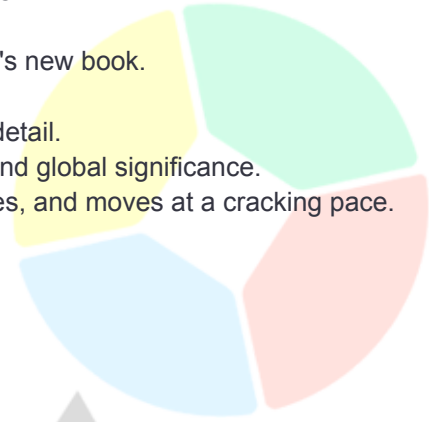 's new book.
detail.
nd global significance.
es, and moves at a cracking pace.